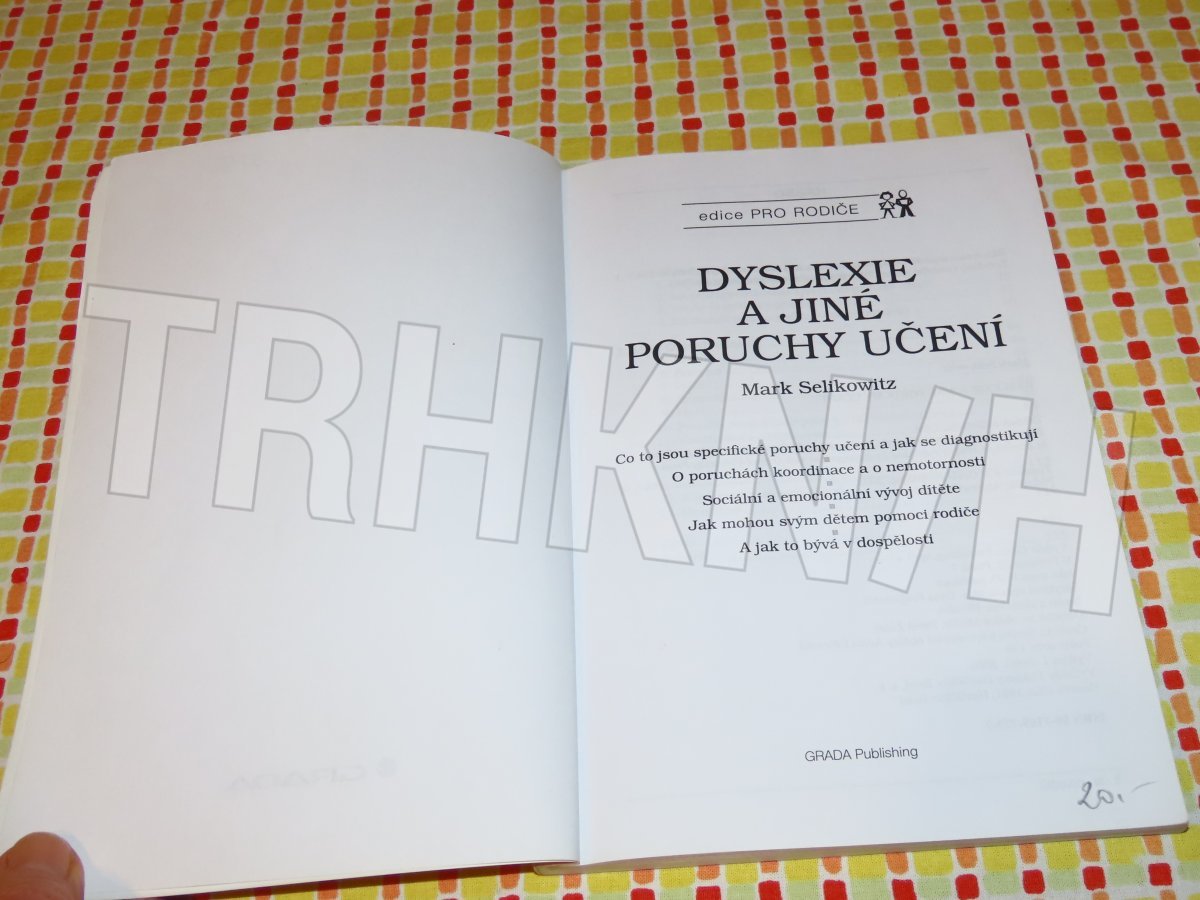 edice PRO RODIČE
DYSLEXIE
A JINÉ
PORUCHY UČENÍ
Mark Selikowitz
Co to jsou specifické poruchy učení a jak se diagnostikují
O poruchách koordinace a o nemotornosti
Sociální a emocionální vývoj dítěte
Jak mohou svým dětem pomoci rodiče
A jak to bývá v dospělosti
GRADA Publishing
20,-
TRHKNIH